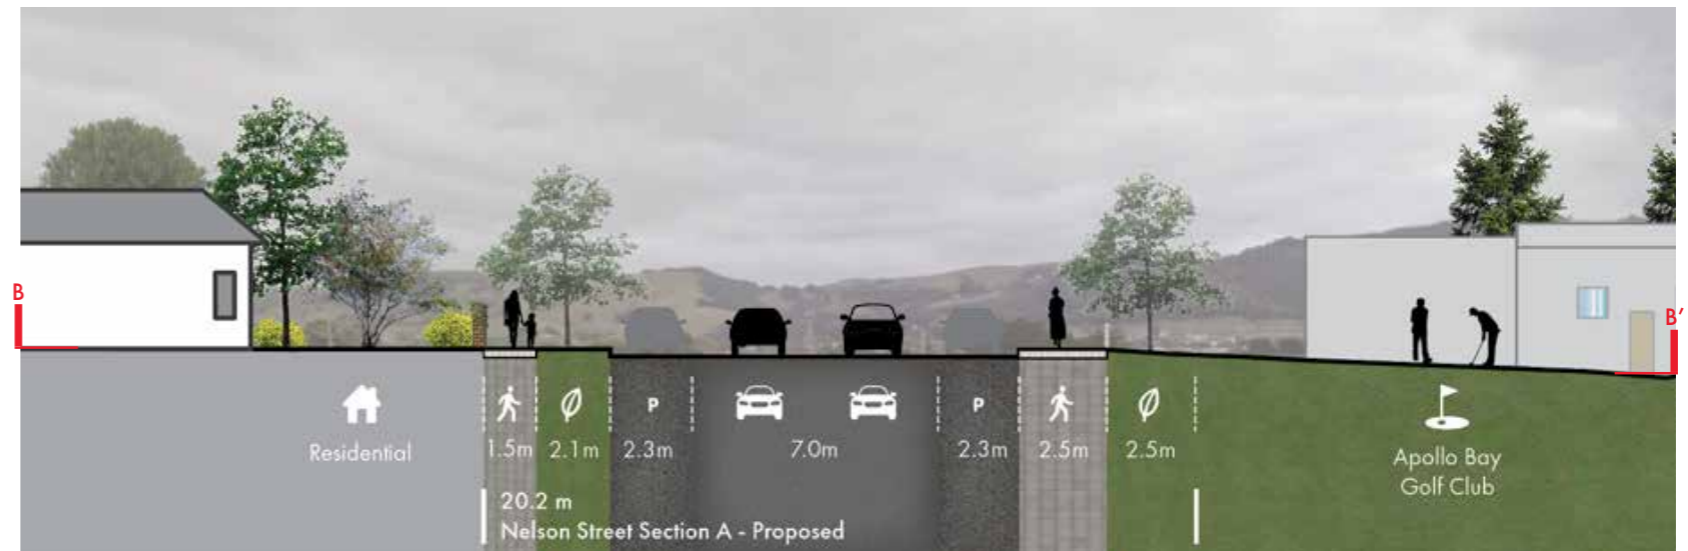 B
B′
Residential
1.5m
2.1m
P
2.3m
7.0m
P
2.3m
2.5m
2.5m
Apollo Bay
Golf Club
20.2 m
Nelson Street Section A - Proposed